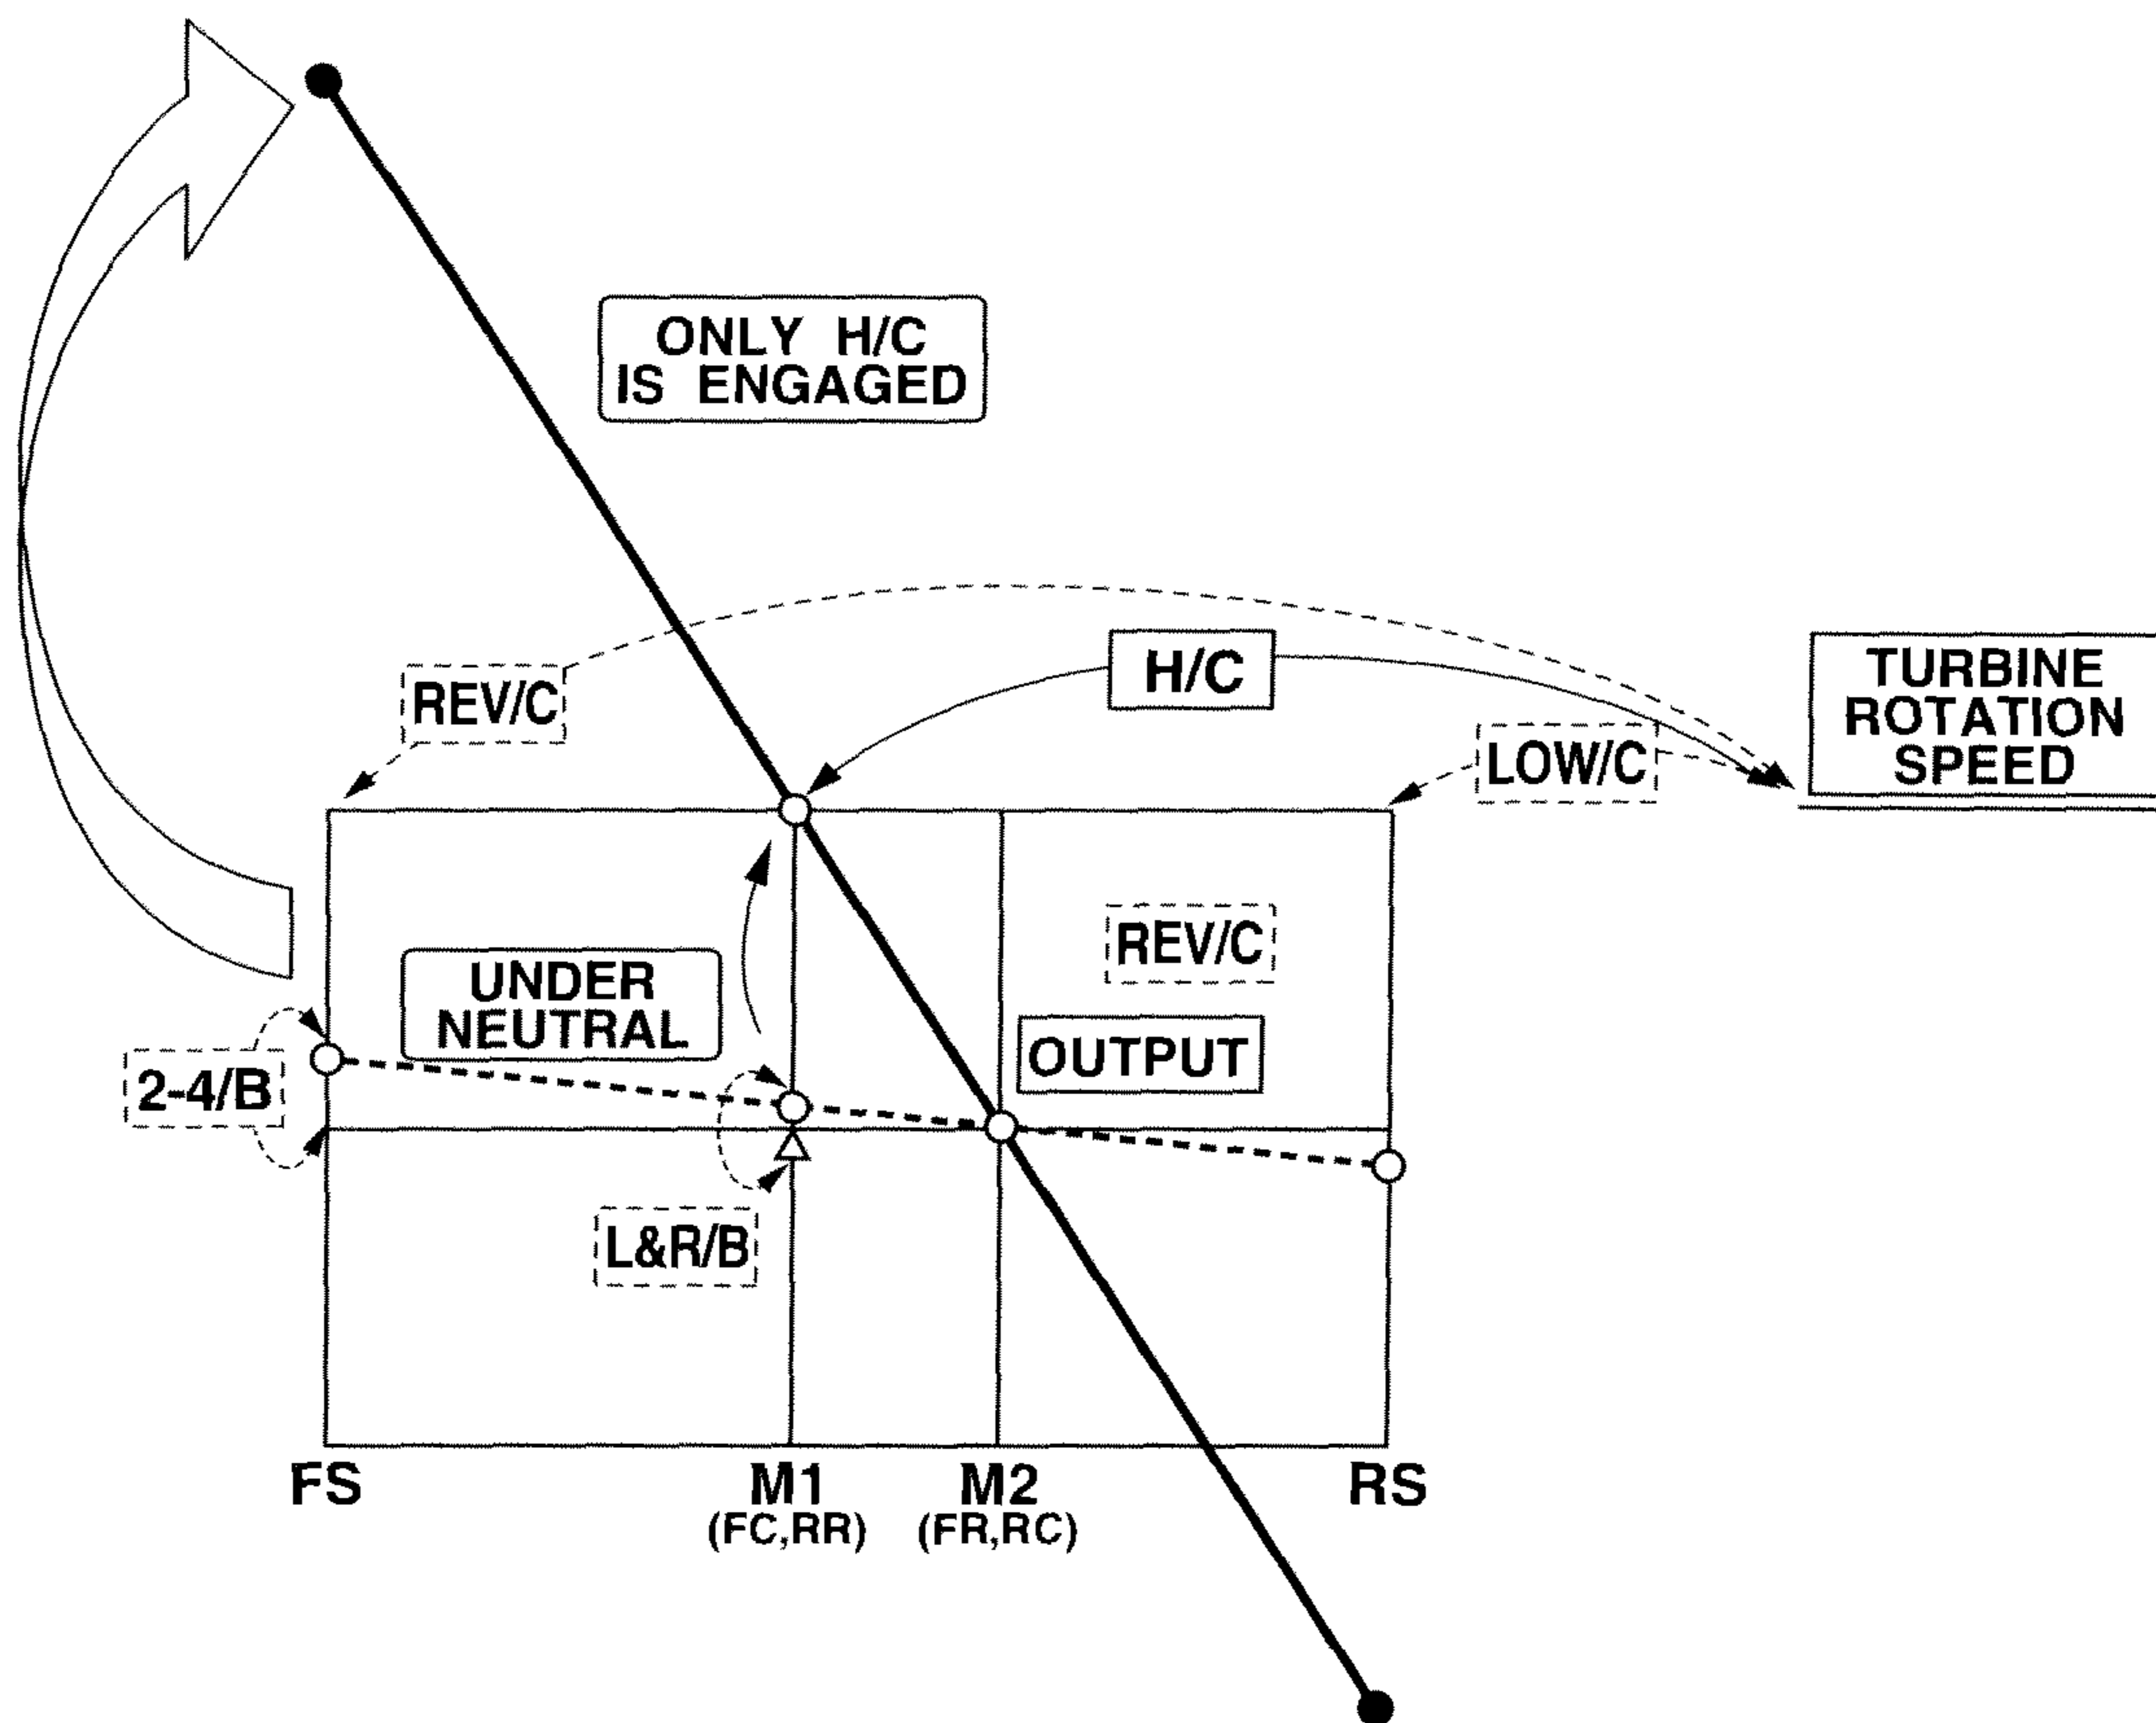 ONLY H/C
IS ENGAGED
REV/C
H/C
LOW/C
TURBINE
ROTATION
SPEED
REV/C
UNDER
NEUTRAL
OUTPUT
2-4/B
L&R/B
FS
M1
(FC,RR)
M2
(FR,RC)
RS